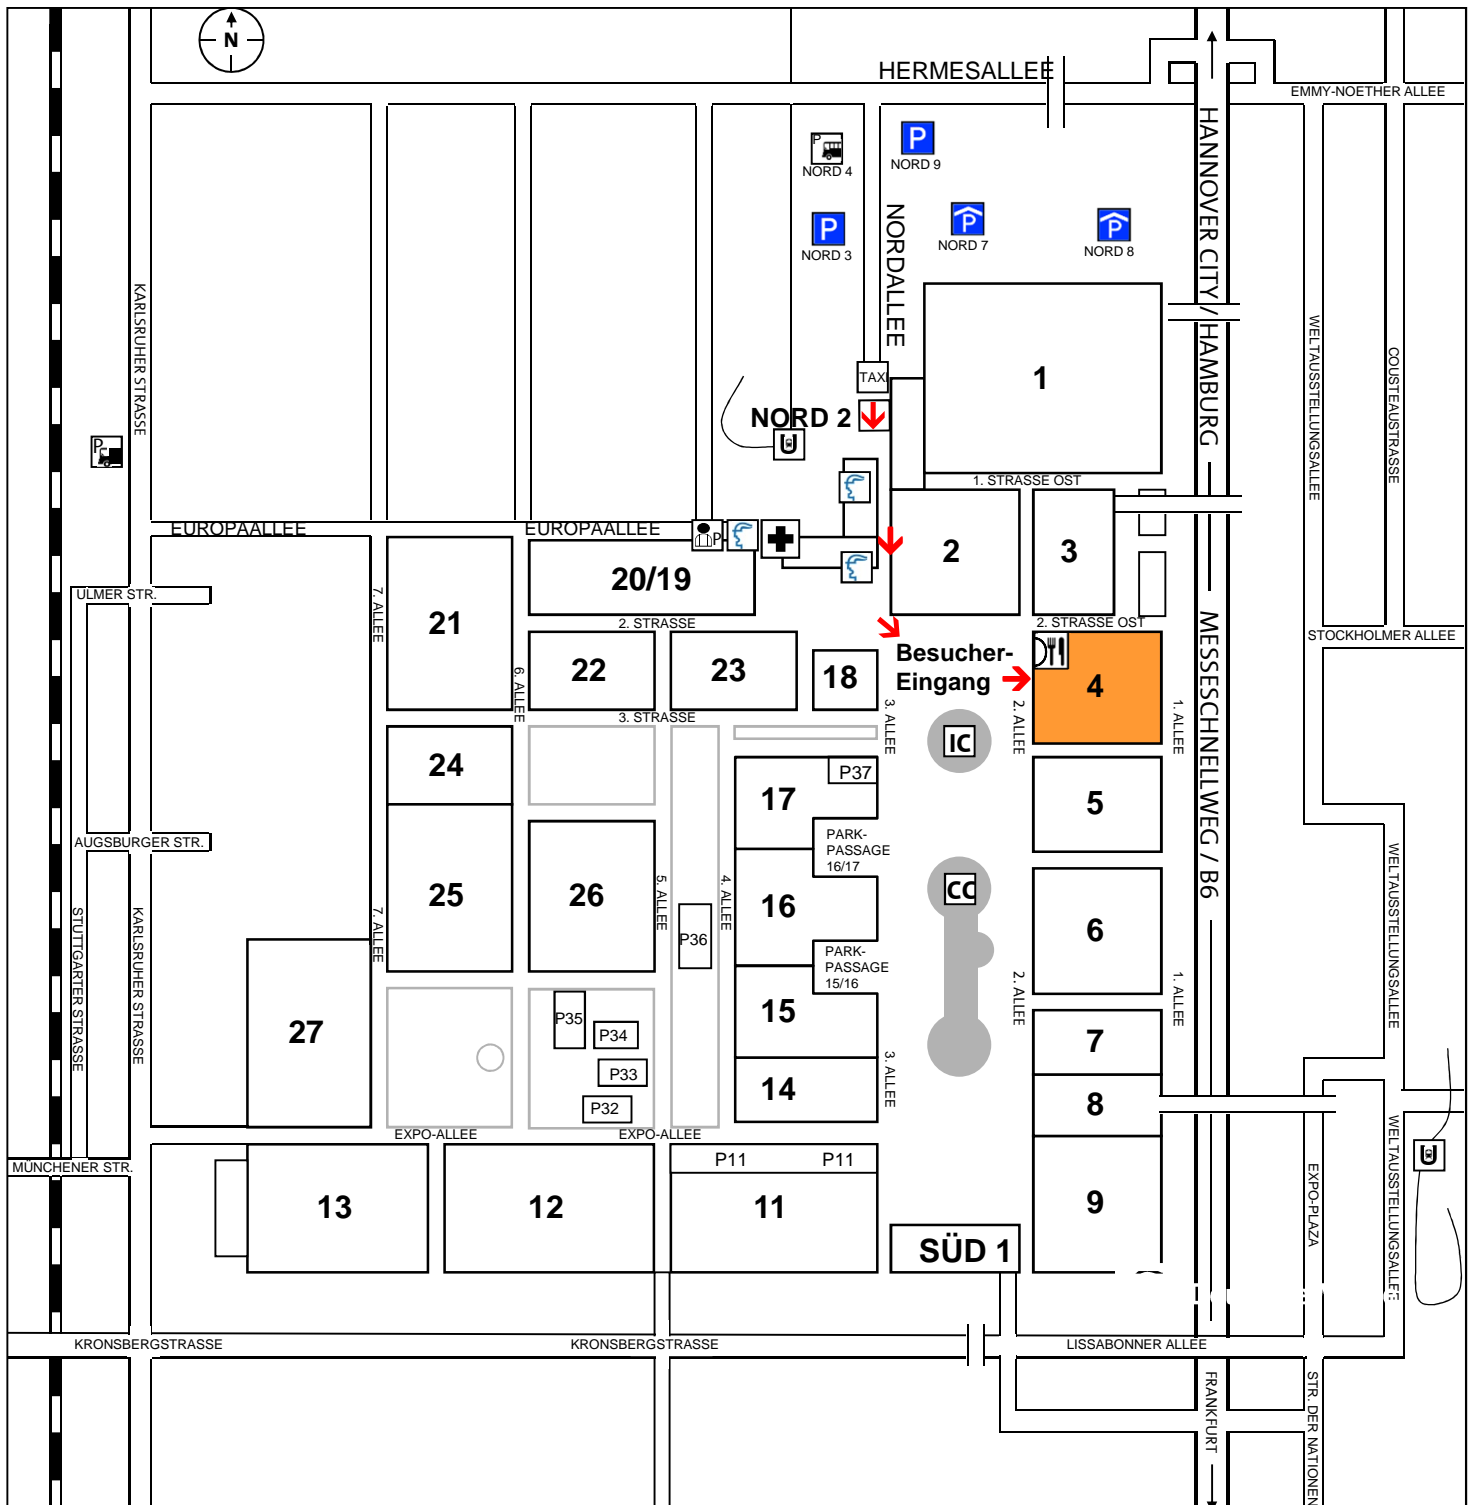 N
HERMESALLEE
EMMY-NOETHER ALLEE
P
NORD 4
P
NORD 9
P
NORD 3
P
NORD 7
P
NORD 8
NORDALLEE
HANNOVER CITY / HAMBURG
KARLSRUHER STRASSE
WELTAUSSTELLUNGSALLEE
COUSTEAUSTRASSE
TAXI
1
NORD 2
U
P
1. STRASSE OST
EUROPAALLEE
EUROPAALLEE
P
2
3
20/19
ULMER STR.
7. ALLEE
21
2. STRASSE
2. STRASSE OST
MESSESCHNELLWEG / B6
STOCKHOLMER ALLEE
Besucher-
Eingang
22
23
18
4
6. ALLEE
3. STRASSE
3. ALLEE
2. ALLEE
1. ALLEE
IC
24
17
P37
5
AUGSBURGER STR.
PARK-
PASSAGE
16/17
WELTAUSSTELLUNGSALLEE
25
26
5. ALLEE
4. ALLEE
16
CC
6
STUTTGARTER STRASSE
KARLSRUHER STRASSE
7. ALLEE
P36
PARK-
PASSAGE
15/16
2. ALLEE
1. ALLEE
27
P35
P34
15
7
P33
3. ALLEE
14
P32
8
EXPO-ALLEE
EXPO-ALLEE
WELTAUSSTELLUNGSALLEE
U
MÜNCHENER STR.
P11
P11
13
12
11
9
EXPO-PLAZA
SÜD 1
KRONSBERGSTRASSE
KRONSBERGSTRASSE
LISSABONNER ALLEE
FRANKFURT
STR. DER NATIONEN